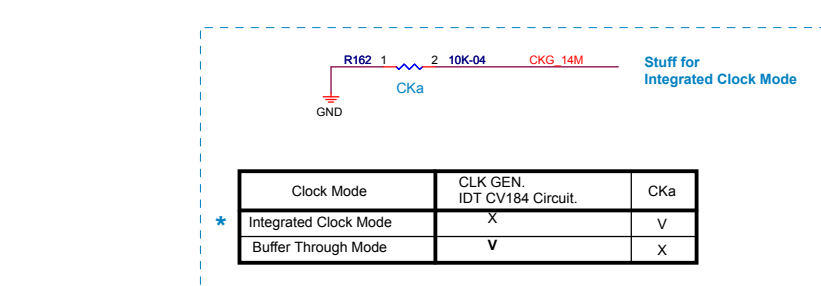 R162 1 2 10K-04 CKG_14M
CKa
GND
Stuff for
Integrated Clock Mode
Clock Mode CLK GEN. CKa
IDT CV184 Circuit.
* Integrated Clock Mode X V
Buffer Through Mode V X